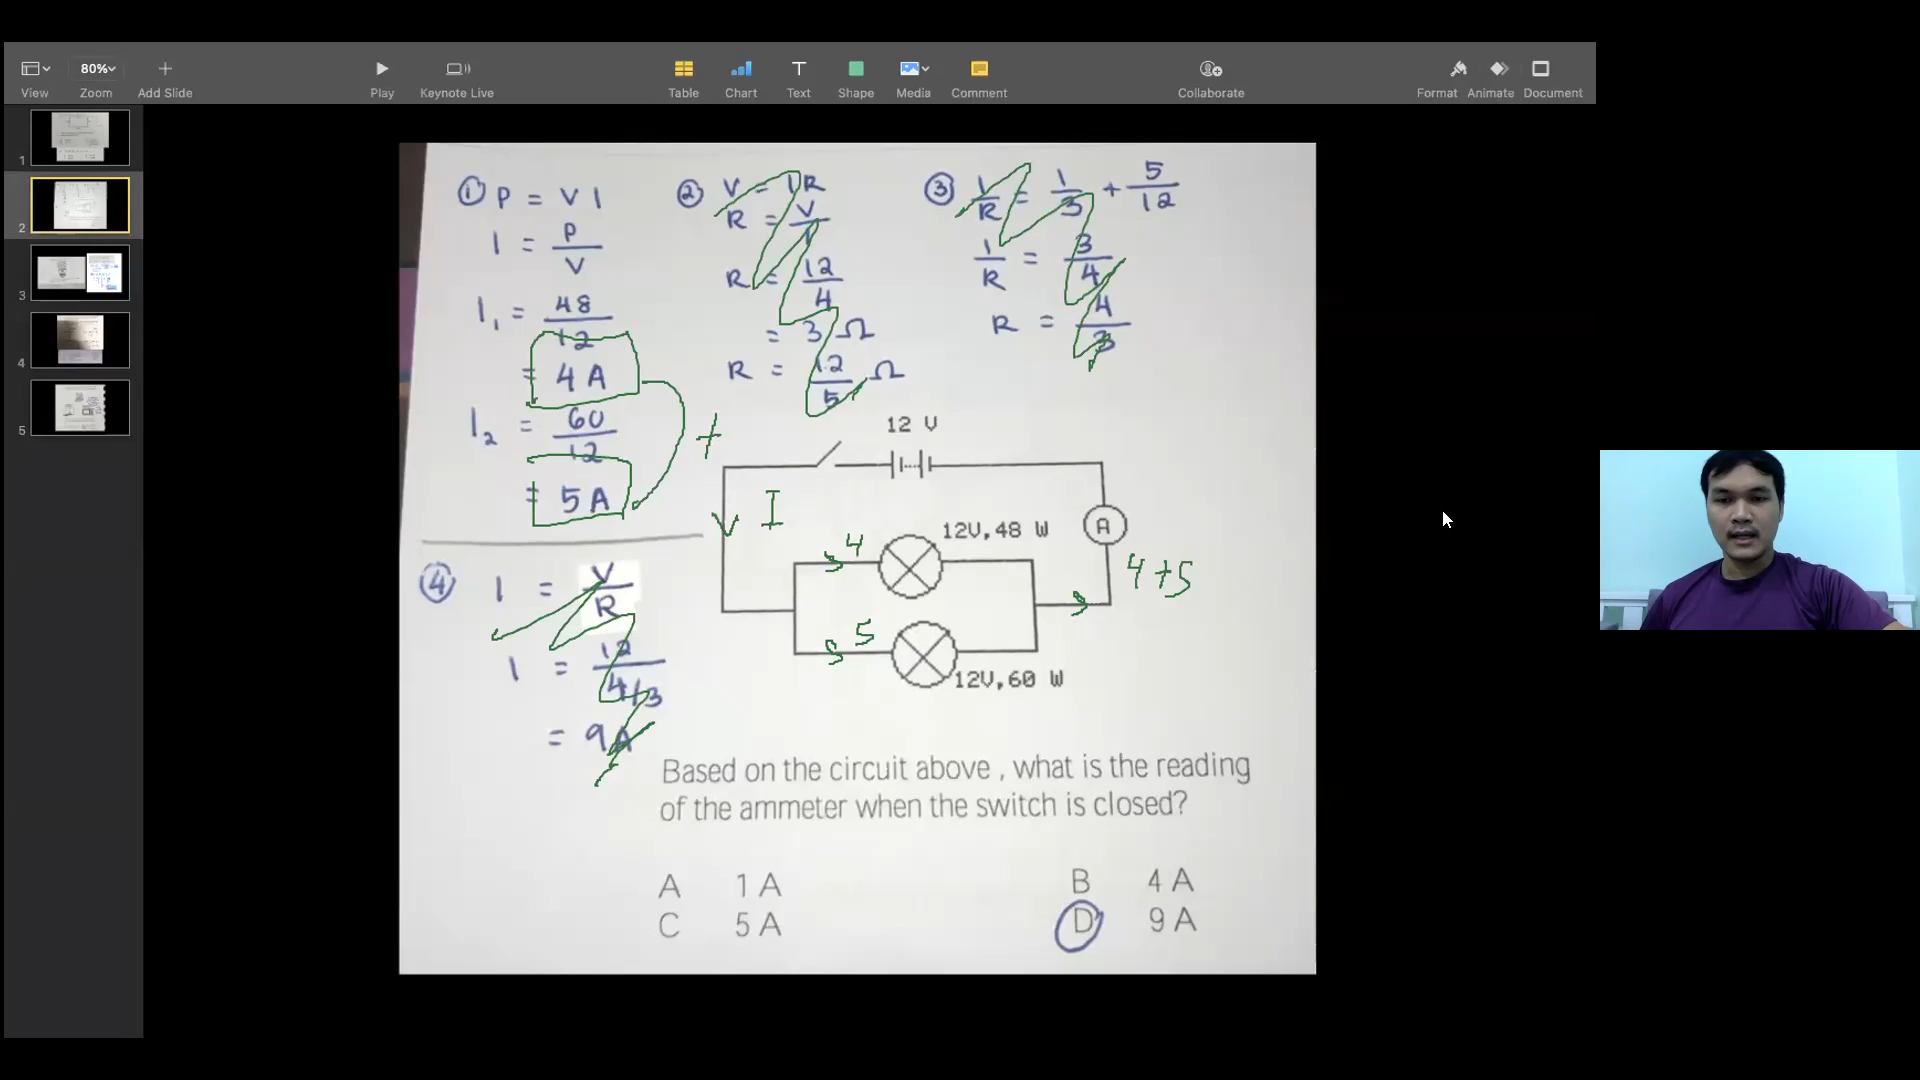 80%
View
Zoom
Add Slide
Play
Keynote Live
Table
Chart
Text
Shape
Media
Comment
Collaborate
Format
Animate
Document
1
2
3
4
5
① P = V I
I = P/V
I₁ = 48/12
= 4 A
I₂ = 60/12
= 5 A
+
② V = I R
R = V/I
R = 12/4
= 3 Ω
R = 12/5 Ω
③ 1/R = 1/3 + 5/12
1/R = 3/4
R = 4/3
④ I = V/R
I = 12/4/3
= 9A
12 V
I
4
12V,48 W
A
4+5
5
12V,60 W
Based on the circuit above , what is the reading
of the ammeter when the switch is closed?
A 1 A
B 4 A
C 5 A
D 9 A